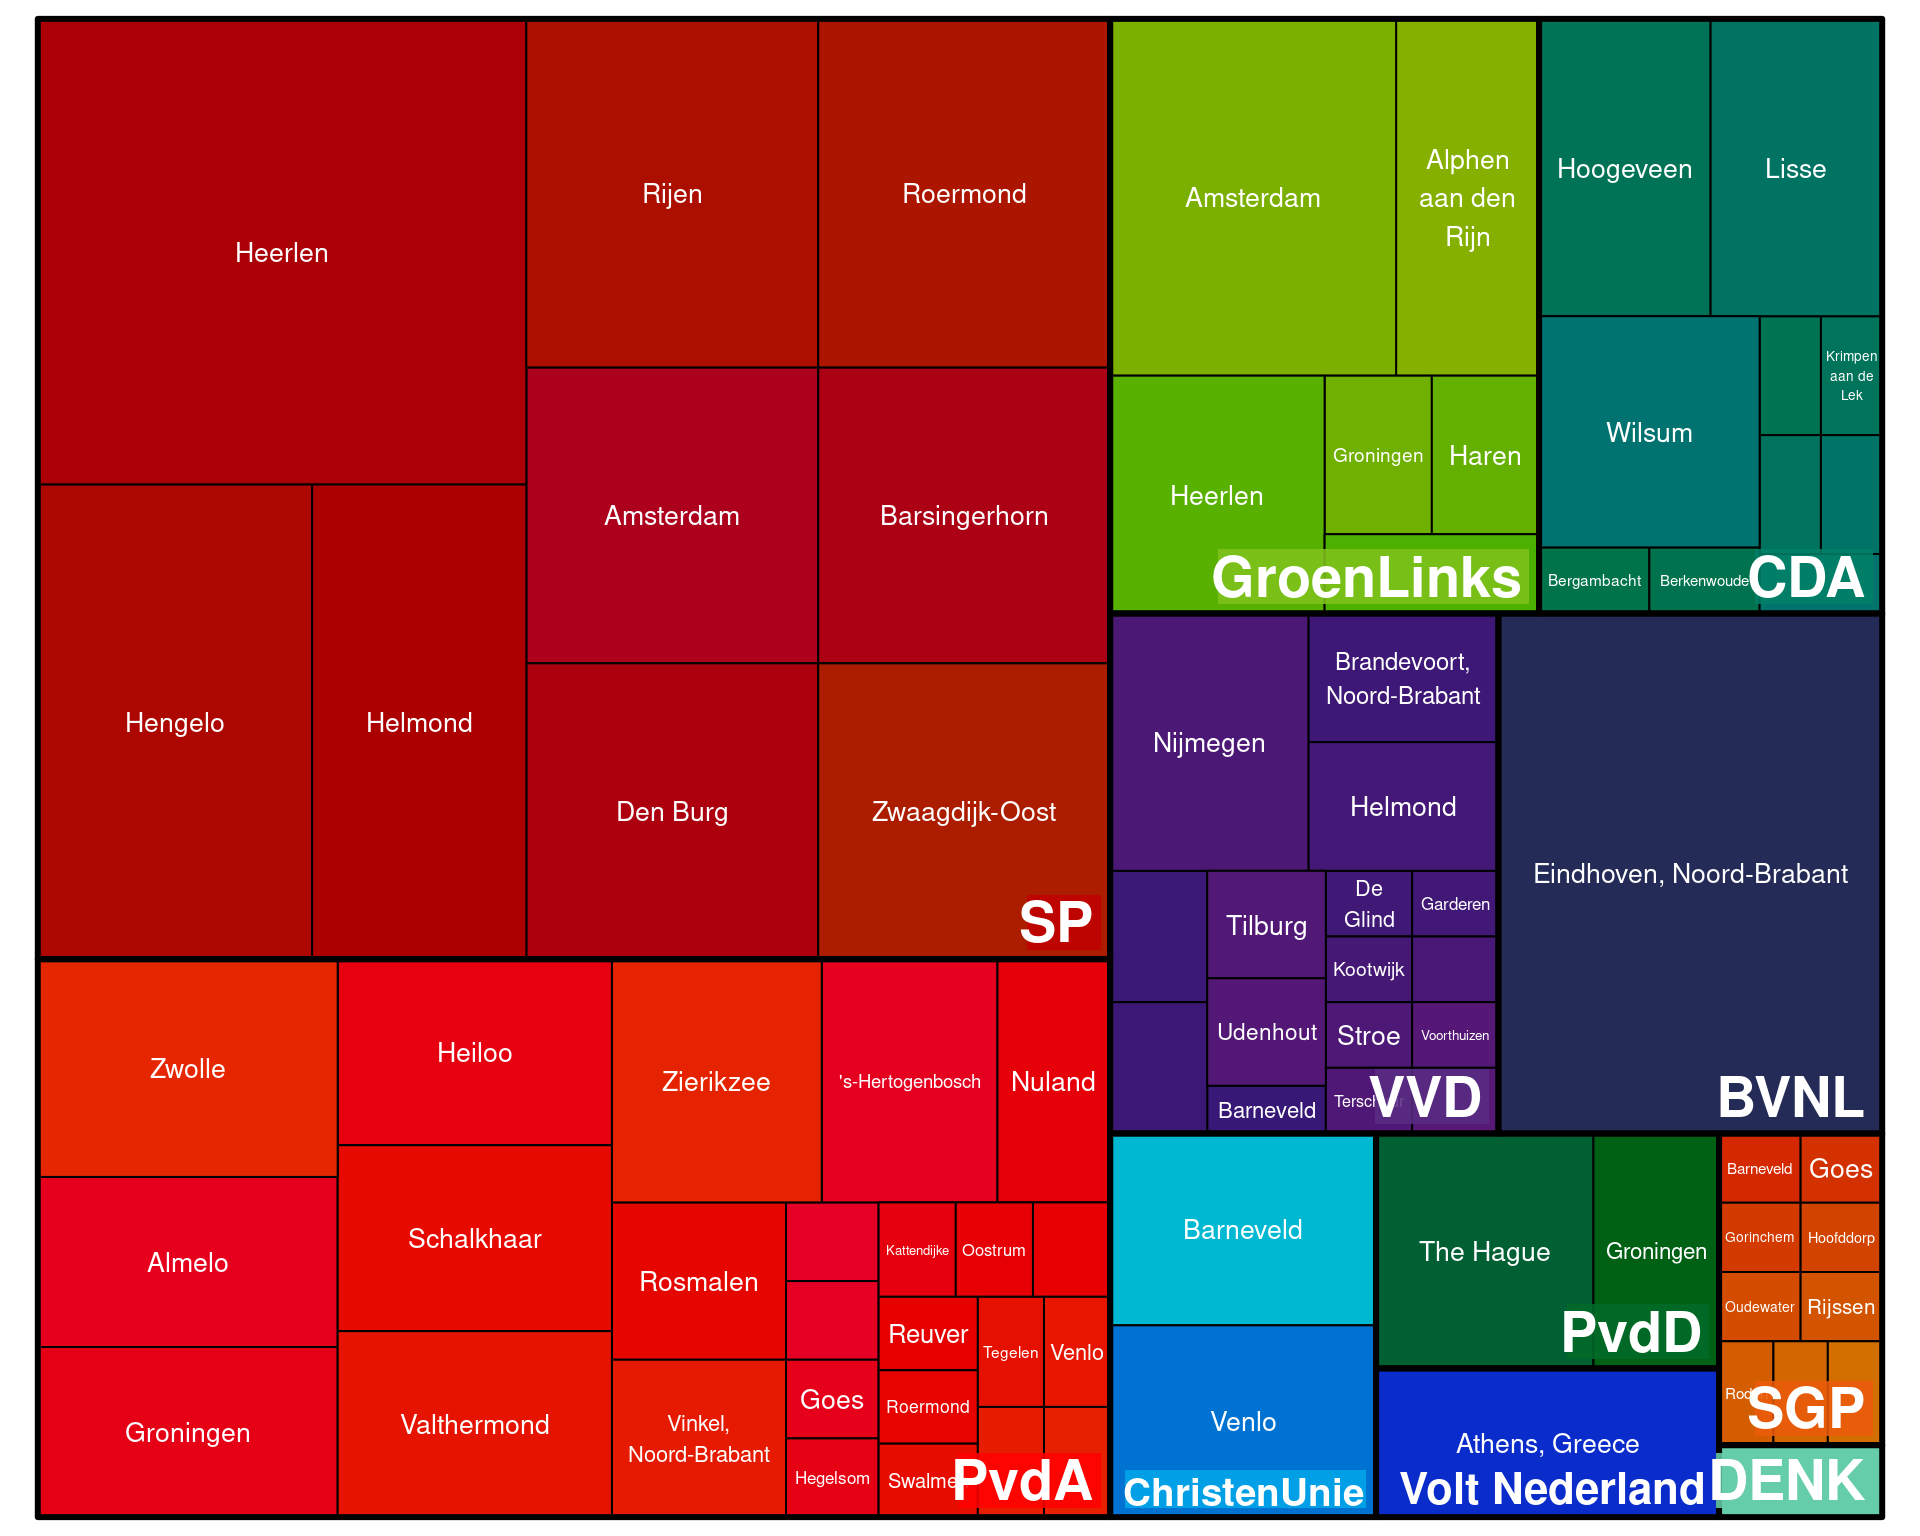 Heerlen
Rijen
Roermond
Amsterdam
Barsingerhorn
Hengelo
Helmond
Den Burg
Zwaagdijk-Oost
SP
Amsterdam
Alphen
aan den
Rijn
Heerlen
Groningen
Haren
GroenLinks
Hoogeveen
Lisse
Wilsum
Krimpen
aan de
Lek
Bergambacht
Berkenwoude
CDA
Nijmegen
Brandevoort,
Noord-Brabant
Helmond
Tilburg
De
Glind
Garderen
Kootwijk
Udenhout
Stroe
Voorthuizen
Barneveld
VVD
Eindhoven, Noord-Brabant
BVNL
Zwolle
Heiloo
Zierikzee
's-Hertogenbosch
Nuland
Almelo
Schalkhaar
Rosmalen
Kattendijke
Oostrum
Groningen
Valthermond
Vinkel,
Noord-Brabant
Goes
Hegelsom
Reuver
Roermond
Swalmen
Tegelen
Venlo
PvdA
Barneveld
Venlo
ChristenUnie
The Hague
Groningen
PvdD
Athens, Greece
Volt Nederland
Barneveld
Goes
Gorinchem
Hoofddorp
Oudewater
Rijssen
SGP
DENK